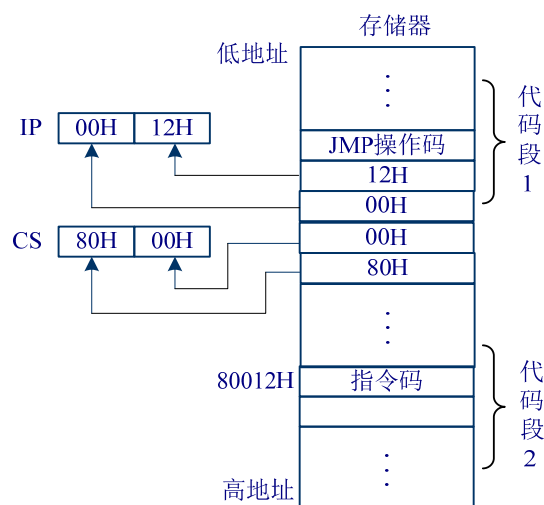 存储器
低地址
IP 00H 12H
JMP操作码
12H
00H
CS 80H 00H
00H
80H
代码段1
80012H 指令码
代码段2
高地址